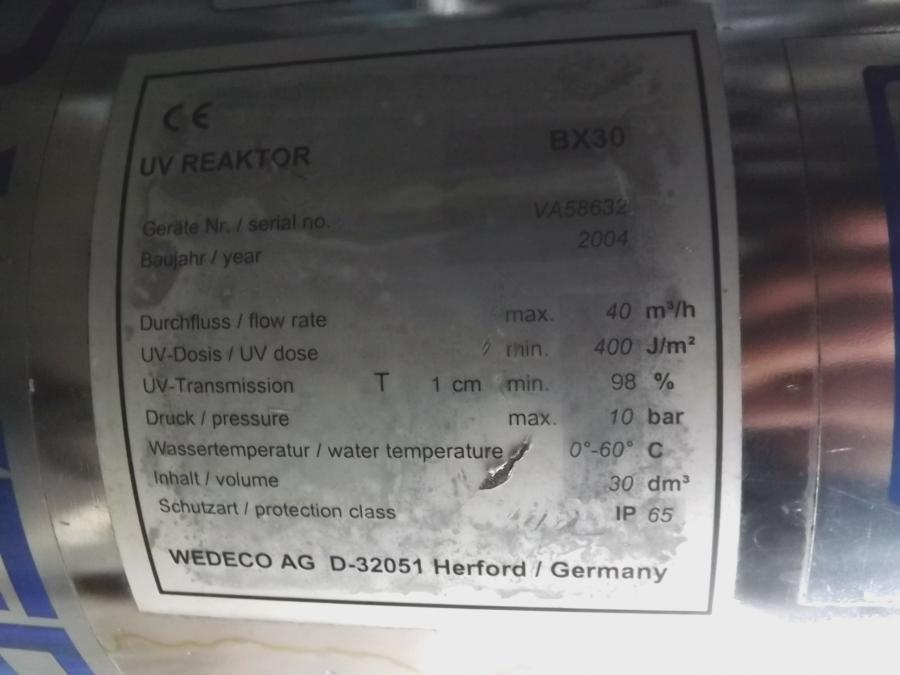 CE
UV REAKTOR BX30
Geräte Nr. / serial no. VA58632
Baujahr / year 2004
Durchfluss / flow rate max. 40 m³/h
UV-Dosis / UV dose min. 400 J/m²
UV-Transmission T 1 cm min. 98 %
Druck / pressure max. 10 bar
Wassertemperatur / water temperature 0°-60° C
Inhalt / volume 30 dm³
Schutzart / protection class IP 65
WEDECO AG D-32051 Herford / Germany